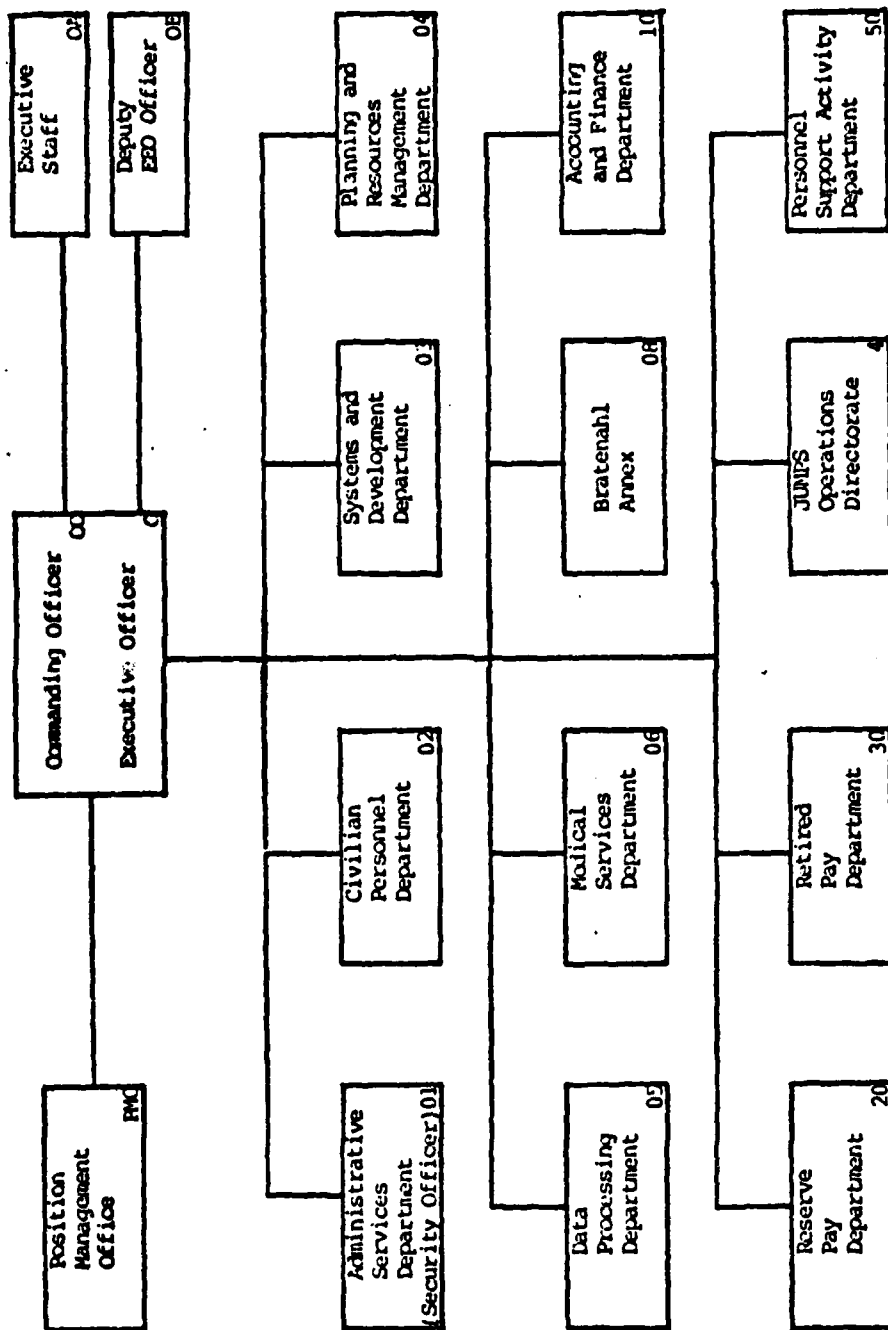 Position
Management
Office
PMO
Commanding Officer
OO
Executive Officer
Executive
Staff
Deputy
EEO Officer
OE
Administrative
Services
Department
(Security Officer)01
Civilian
Personnel
Department
02
Systems and
Development
Department
03
Planning and
Resources
Management
Department
04
Data
Processing
Department
05
Medical
Services
Department
06
Bratenahl
Annex
08
Accounting
and Finance
Department
10
Reserve
Pay
Department
20
Retired
Pay
Department
30
JUMPS
Operations
Directorate
4
Personnel
Support Activity
Department
50